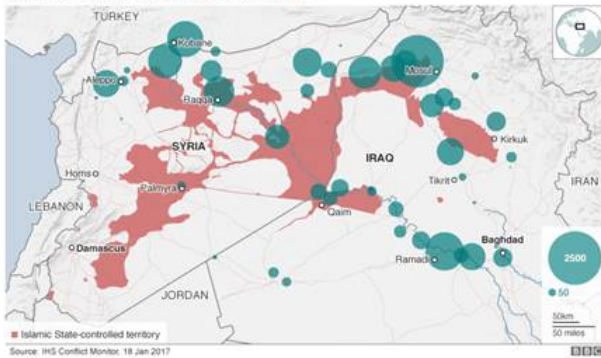 TURKEY
Kobane
Aleppo
Mosul
Raqqa
Kirkuk
SYRIA
IRAQ
Homs
Palmyra
Tikrit
IRAN
LEBANON
Qaim
Damascus
Baghdad
Ramadi
2500
50
JORDAN
50km
50 miles
Islamic State-controlled territory
Source: IHS Conflict Monitor, 18 Jan 2017
BBC